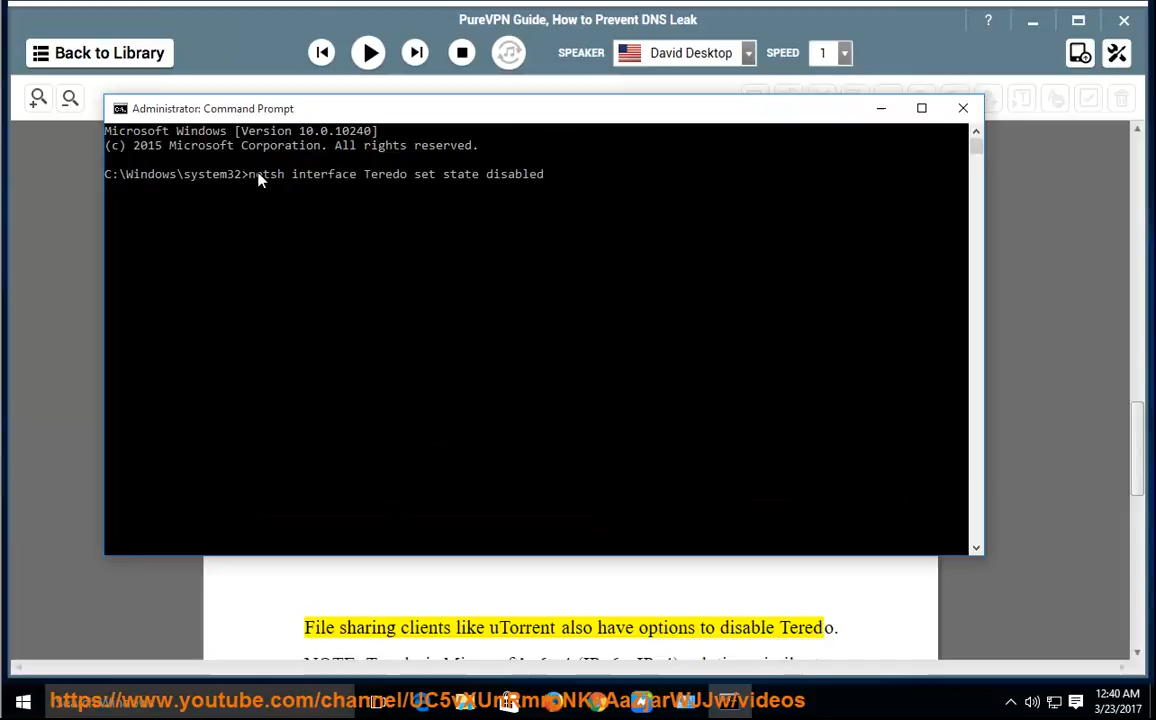 PureVPN Guide, How to Prevent DNS Leak
Back to Library
SPEAKER
David Desktop
SPEED
1
Administrator: Command Prompt
Microsoft Windows [Version 10.0.10240]
(c) 2015 Microsoft Corporation. All rights reserved.
C:\Windows\system32>netsh interface Teredo set state disabled
File sharing clients like uTorrent also have options to disable Teredo.
12:40 AM
3/23/2017